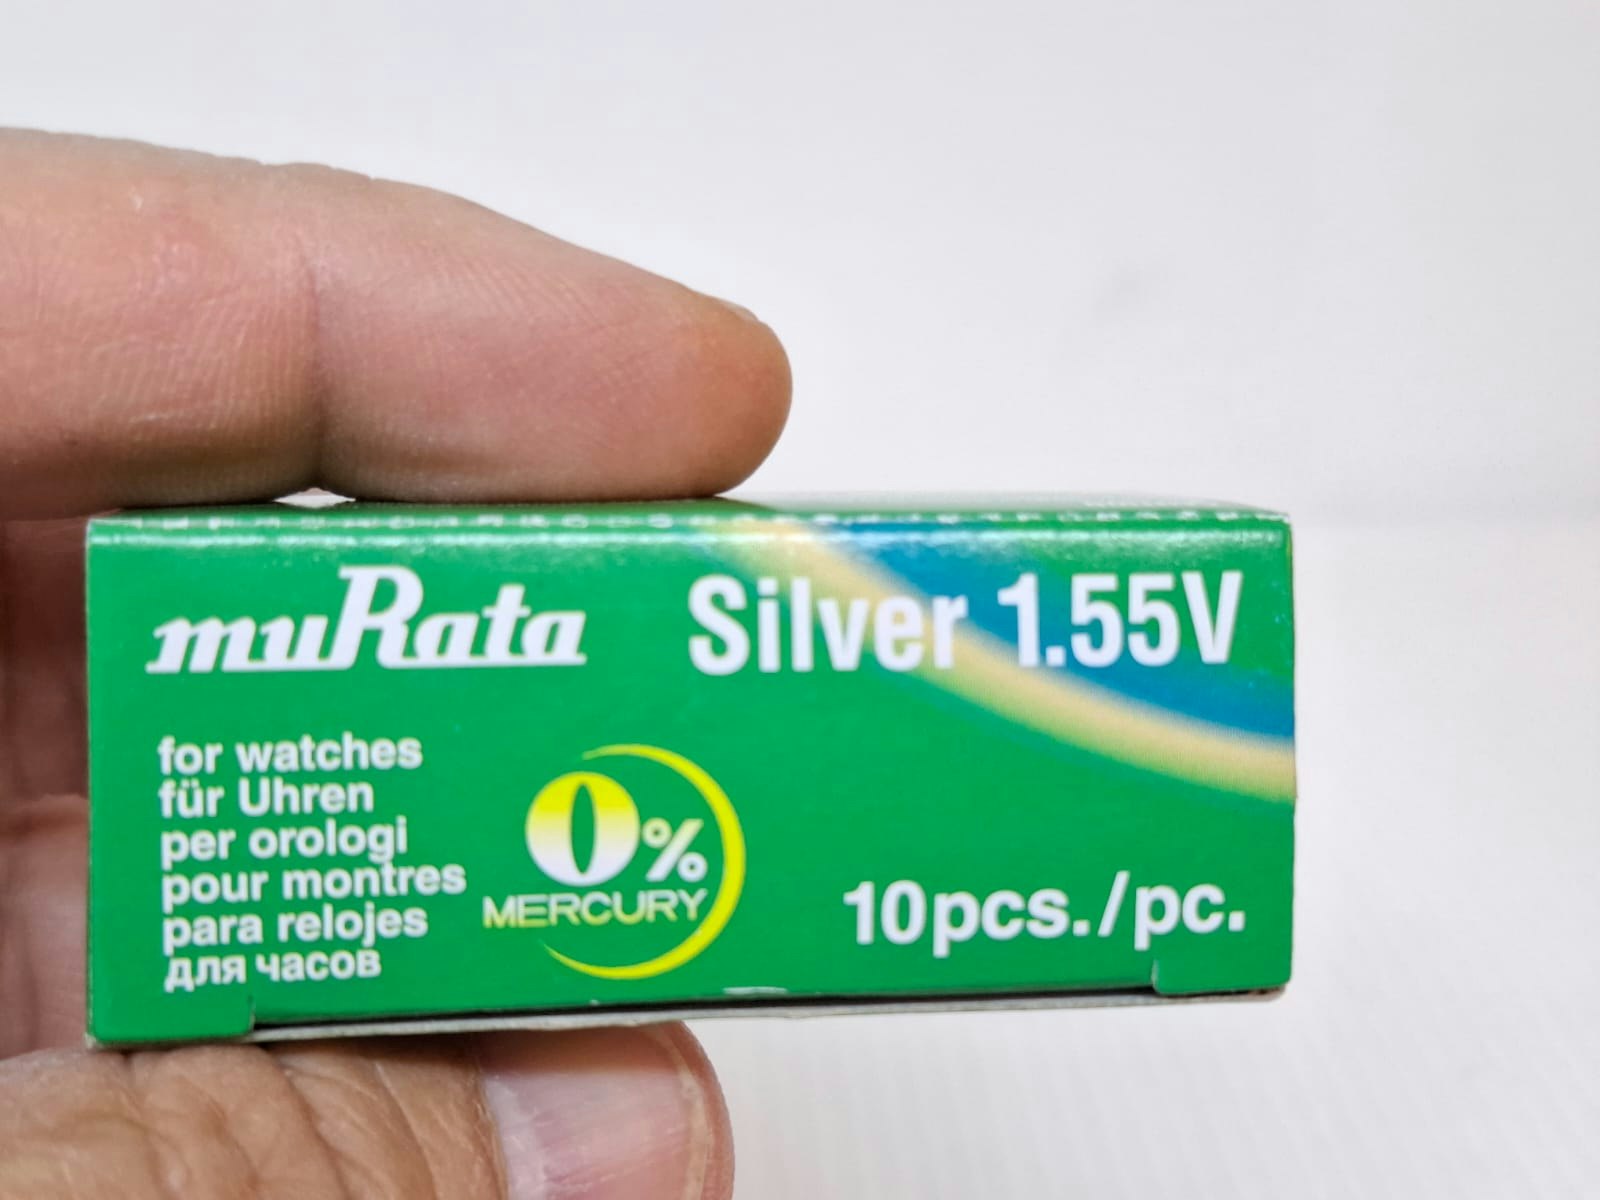 muRata
Silver 1.55V
for watches
für Uhren
per orologi
pour montres
para relojes
для часов
0%
MERCURY
10pcs./pc.